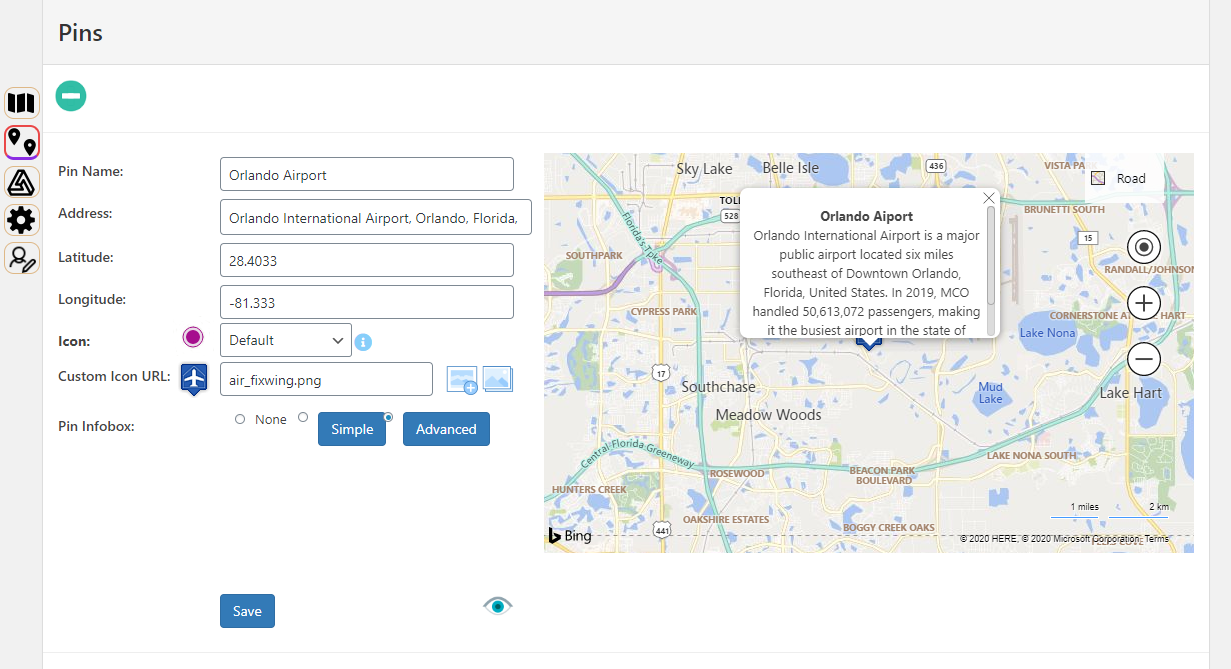 Pins
Pin Name:
Orlando Airport
Address:
Orlando International Airport, Orlando, Florida,
Latitude:
28.4033
Longitude:
-81.333
Icon:
Default
i
Custom Icon URL:
air_fixwing.png
Pin Infobox:
None
Simple
Advanced
Save
Sky Lake
Belle Isle
436
VISTA PA
Road
TOLL
528
BRUNETTI SOUTH
Florida's Tpke
15
SOUTHPARK
RANDALL/JOHNSON
Orlando Aiport
Orlando International Airport is a major
public airport located six miles
southeast of Downtown Orlando,
Florida, United States. In 2019, MCO
handled 50,613,072 passengers, making
it the busiest airport in the state of
CYPRESS PARK
CORNERSTONE AT
HART
Lake Nona
17
Southchase
Mud
Lake
Lake Hart
Meadow Woods
Central Florida Greeneway
LAKE NONA SOUTH
ROSEWOOD
BEACON PARK
BOULEVARD
HUNTERS CREEK
1 miles
2 km
OAKSHIRE ESTATES
441
BOGGY CREEK OAKS
Bing
© 2020 HERE, © 2020 Microsoft Corporation, Terms